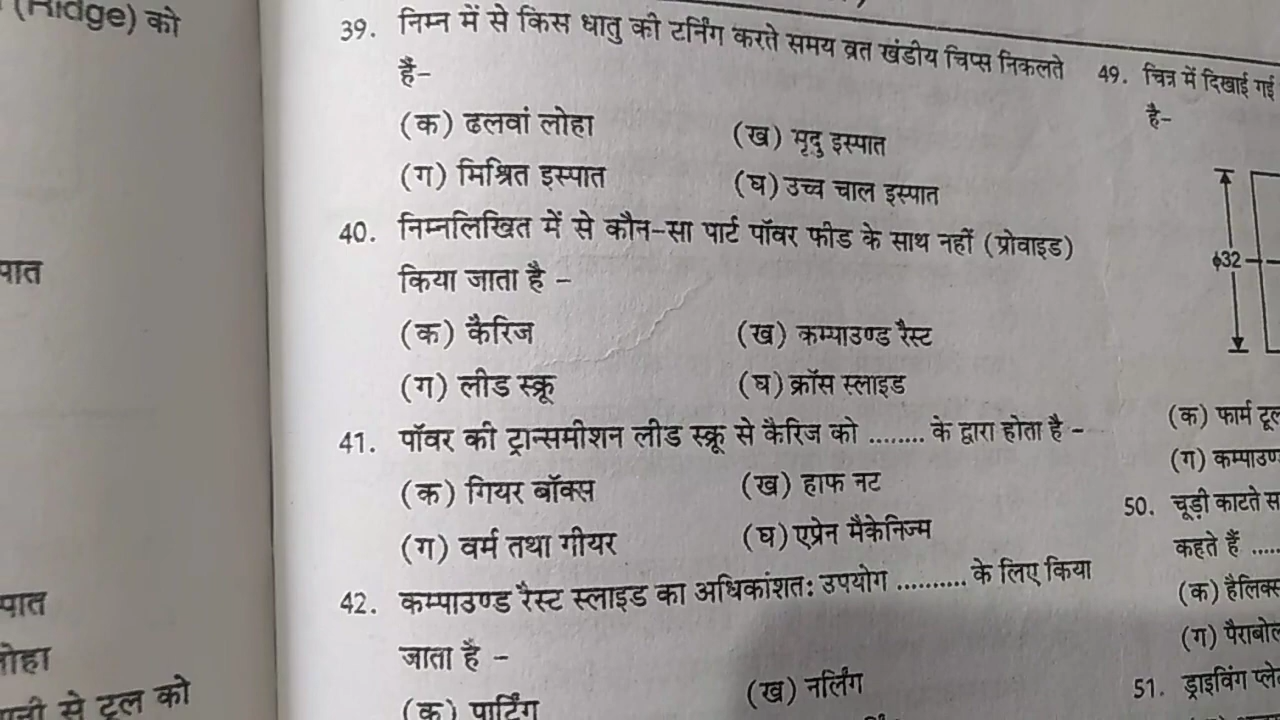 (Ridge) को
पात
पात
लोहा
से टूल को
39. निम्न में से किस धातु की टर्निंग करते समय व्रत खंडीय चिप्स निकलते
हैं-
(क) ढलवां लोहा (ख) मृदु इस्पात
(ग) मिश्रित इस्पात (घ) उच्च चाल इस्पात
40. निम्नलिखित में से कौन-सा पार्ट पॉवर फीड के साथ नहीं (प्रोवाइड)
किया जाता है -
(क) कैरिज (ख) कम्पाउण्ड रैस्ट
(ग) लीड स्क्रू (घ) क्रॉस स्लाइड
41. पॉवर की ट्रान्समीशन लीड स्क्रू से कैरिज को ........ के द्वारा होता है -
(क) गियर बॉक्स (ख) हाफ नट
(ग) वर्म तथा गीयर (घ) एप्रेन मैकेनिज्म
42. कम्पाउण्ड रैस्ट स्लाइड का अधिकांशतः उपयोग .......... के लिए किया
जाता है -
(क) पार्टिंग (ख) नर्लिंग
49. चित्र में दिखाई गई
है-
ϕ32
(क) फार्म टूल
(ग) कम्पाउण
50. चूड़ी काटते स
कहते हैं .....
(क) हैलिक्स
(ग) पैराबोल
51. ड्राइविंग प्ले